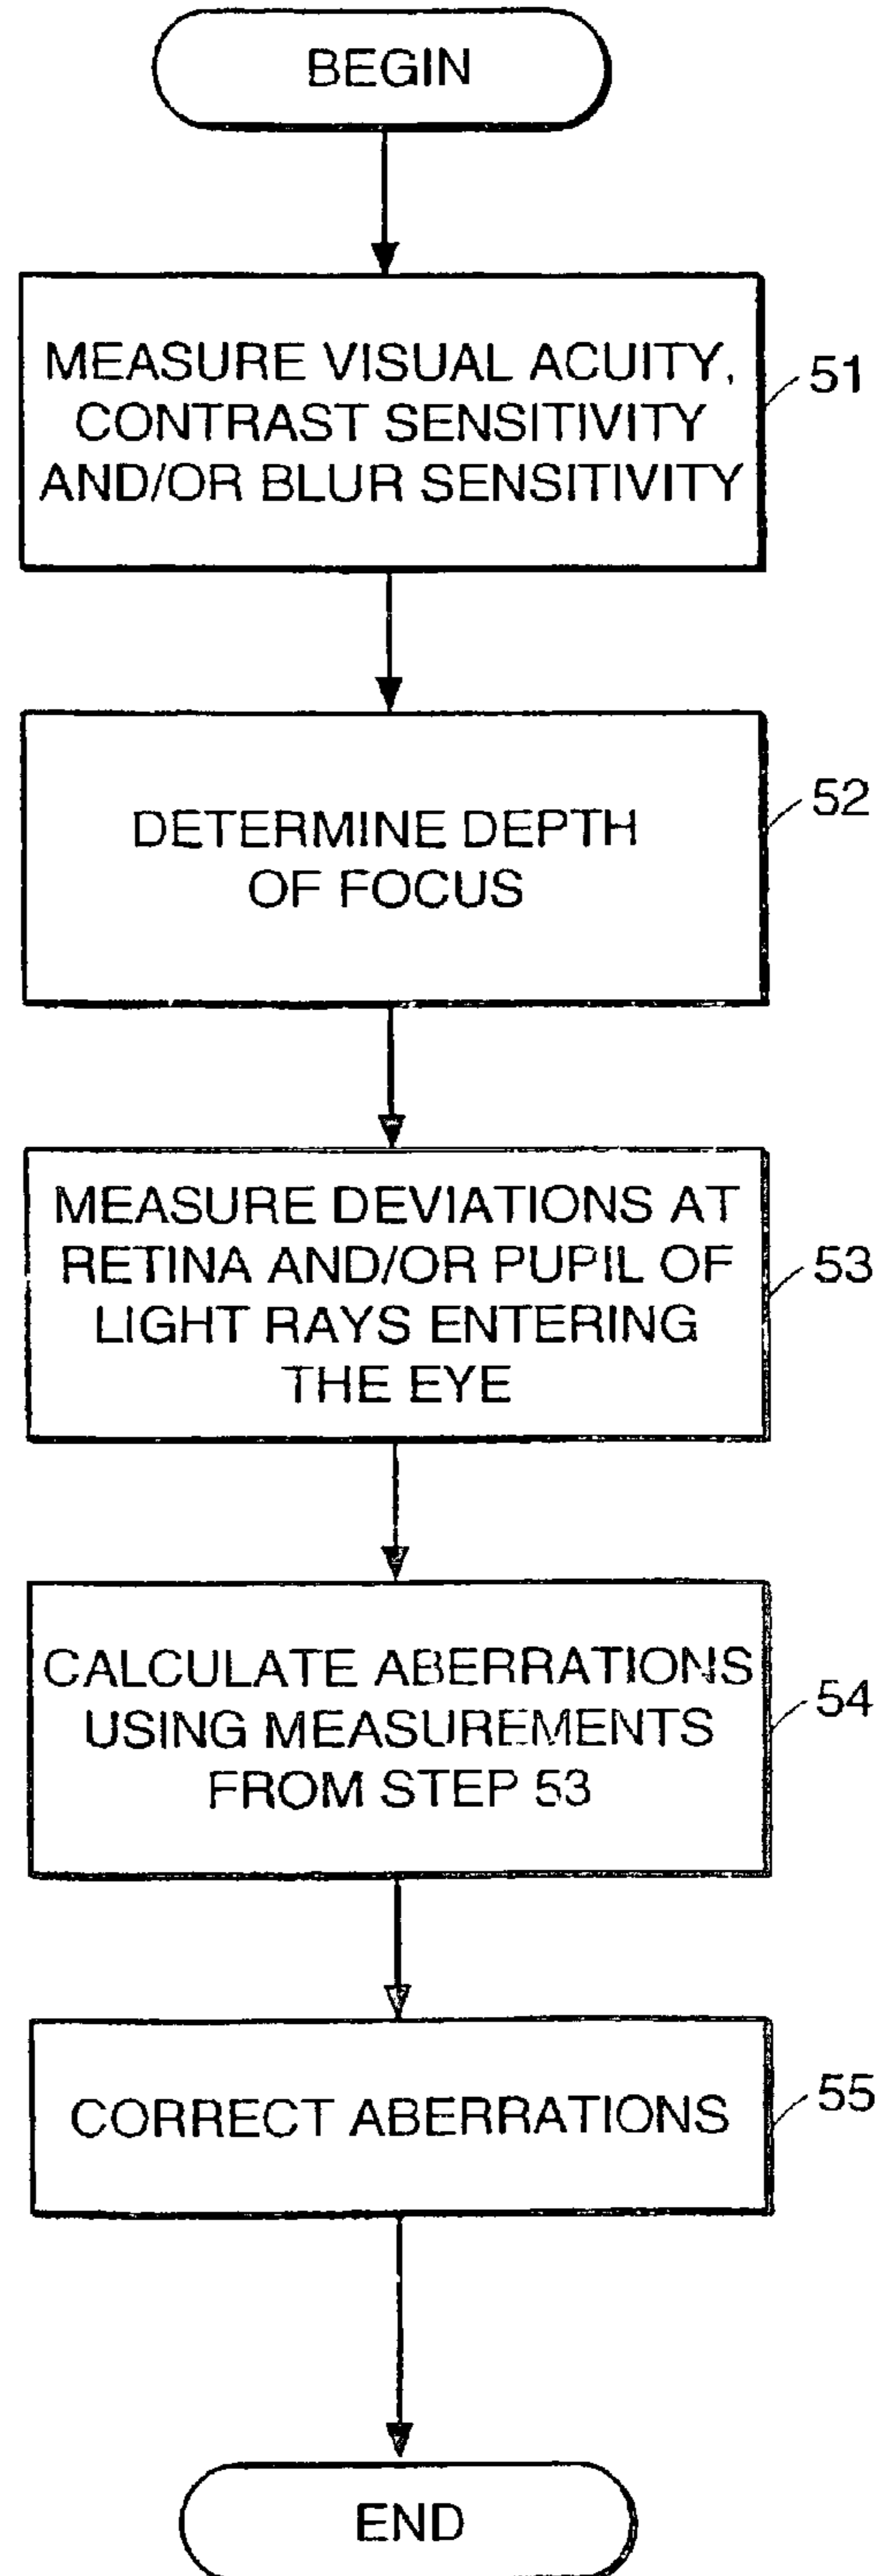 BEGIN
MEASURE VISUAL ACUITY,
CONTRAST SENSITIVITY
AND/OR BLUR SENSITIVITY
51
DETERMINE DEPTH
OF FOCUS
52
MEASURE DEVIATIONS AT
RETINA AND/OR PUPIL OF
LIGHT RAYS ENTERING
THE EYE
53
CALCULATE ABERRATIONS
USING MEASUREMENTS
FROM STEP 53
54
CORRECT ABERRATIONS
55
END